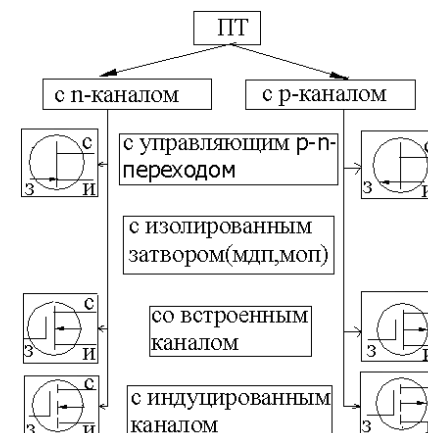 ПТ
с n-каналом
с p-каналом
с
з
и
с управляющим p-n-
переходом
с
з
и
с изолированным
затвором(мдп,моп)
с
з
и
со встроенным
каналом
с
з
и
с
з
и
с индуцированным
каналом
с
з
и